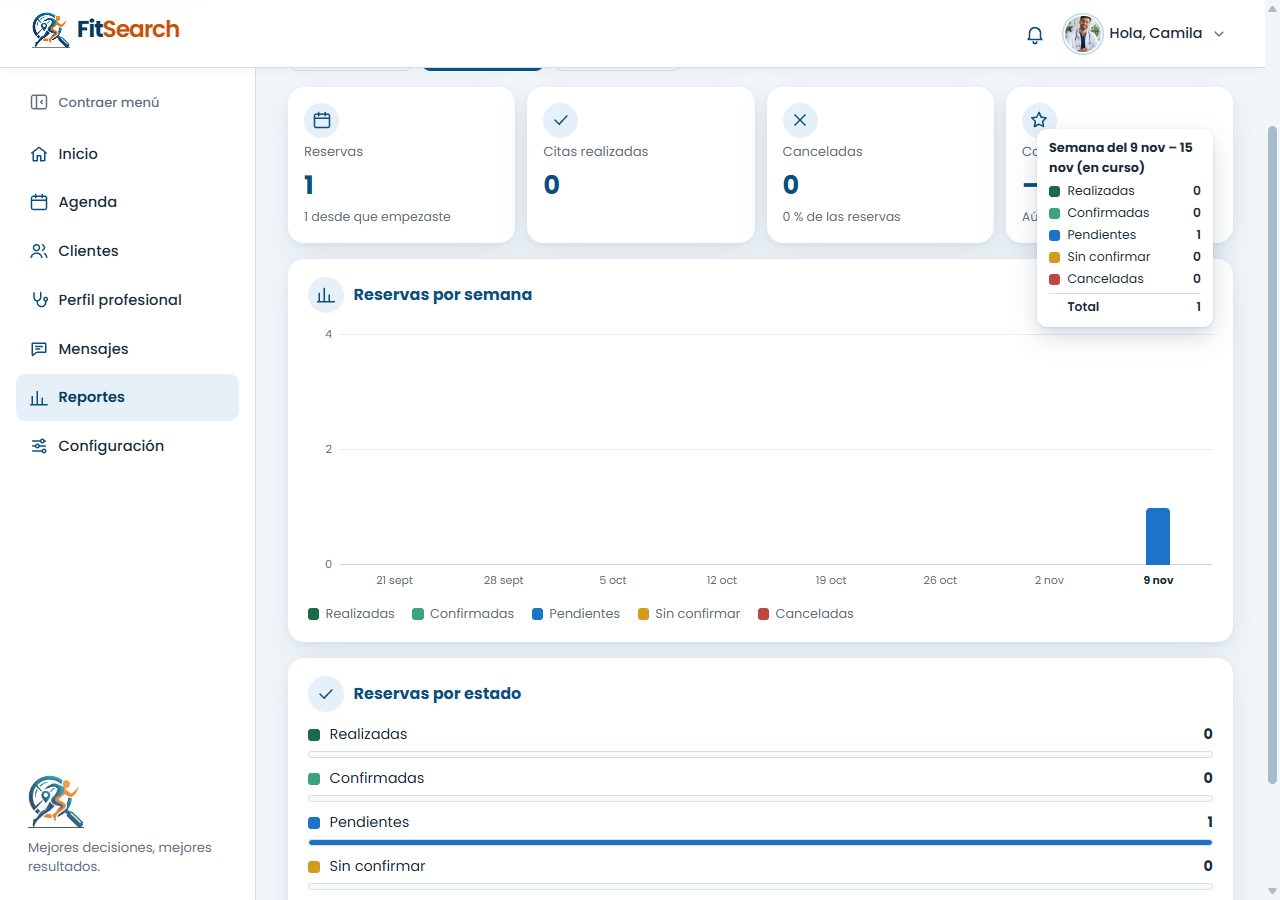 FitSearch
Hola, Camila
Contraer menú
Inicio
Agenda
Clientes
Perfil profesional
Mensajes
Reportes
Configuración
Mejores decisiones, mejores
resultados.
Reservas
1
1 desde que empezaste
Citas realizadas
0
Canceladas
0
0 % de las reservas
Semana del 9 nov – 15
nov (en curso)
Realizadas 0
Confirmadas 0
Pendientes 1
Sin confirmar 0
Canceladas 0
Total 1
Reservas por semana
4
2
0
21 sept 28 sept 5 oct 12 oct 19 oct 26 oct 2 nov 9 nov
Realizadas Confirmadas Pendientes Sin confirmar Canceladas
Reservas por estado
Realizadas 0
Confirmadas 0
Pendientes 1
Sin confirmar 0